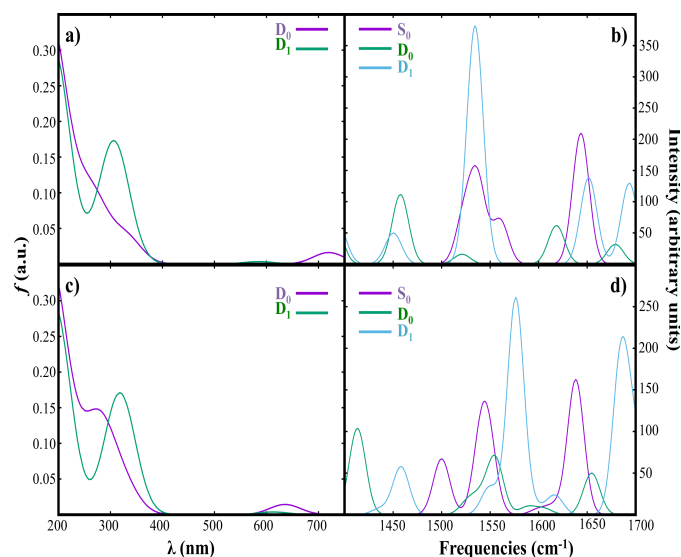 a)
D₀
D₁
0.30
0.25
0.20
0.15
0.10
0.05
b)
S₀
D₀
D₁
350
300
250
200
150
100
50
c)
D₀
D₁
0.30
0.25
0.20
0.15
0.10
0.05
d)
S₀
D₀
D₁
250
200
150
100
50
f (a.u.)
Intensity (arbitrary units)
200 300 400 500 600 700
1450 1500 1550 1600 1650 1700
λ (nm)
Frequencies (cm⁻¹)